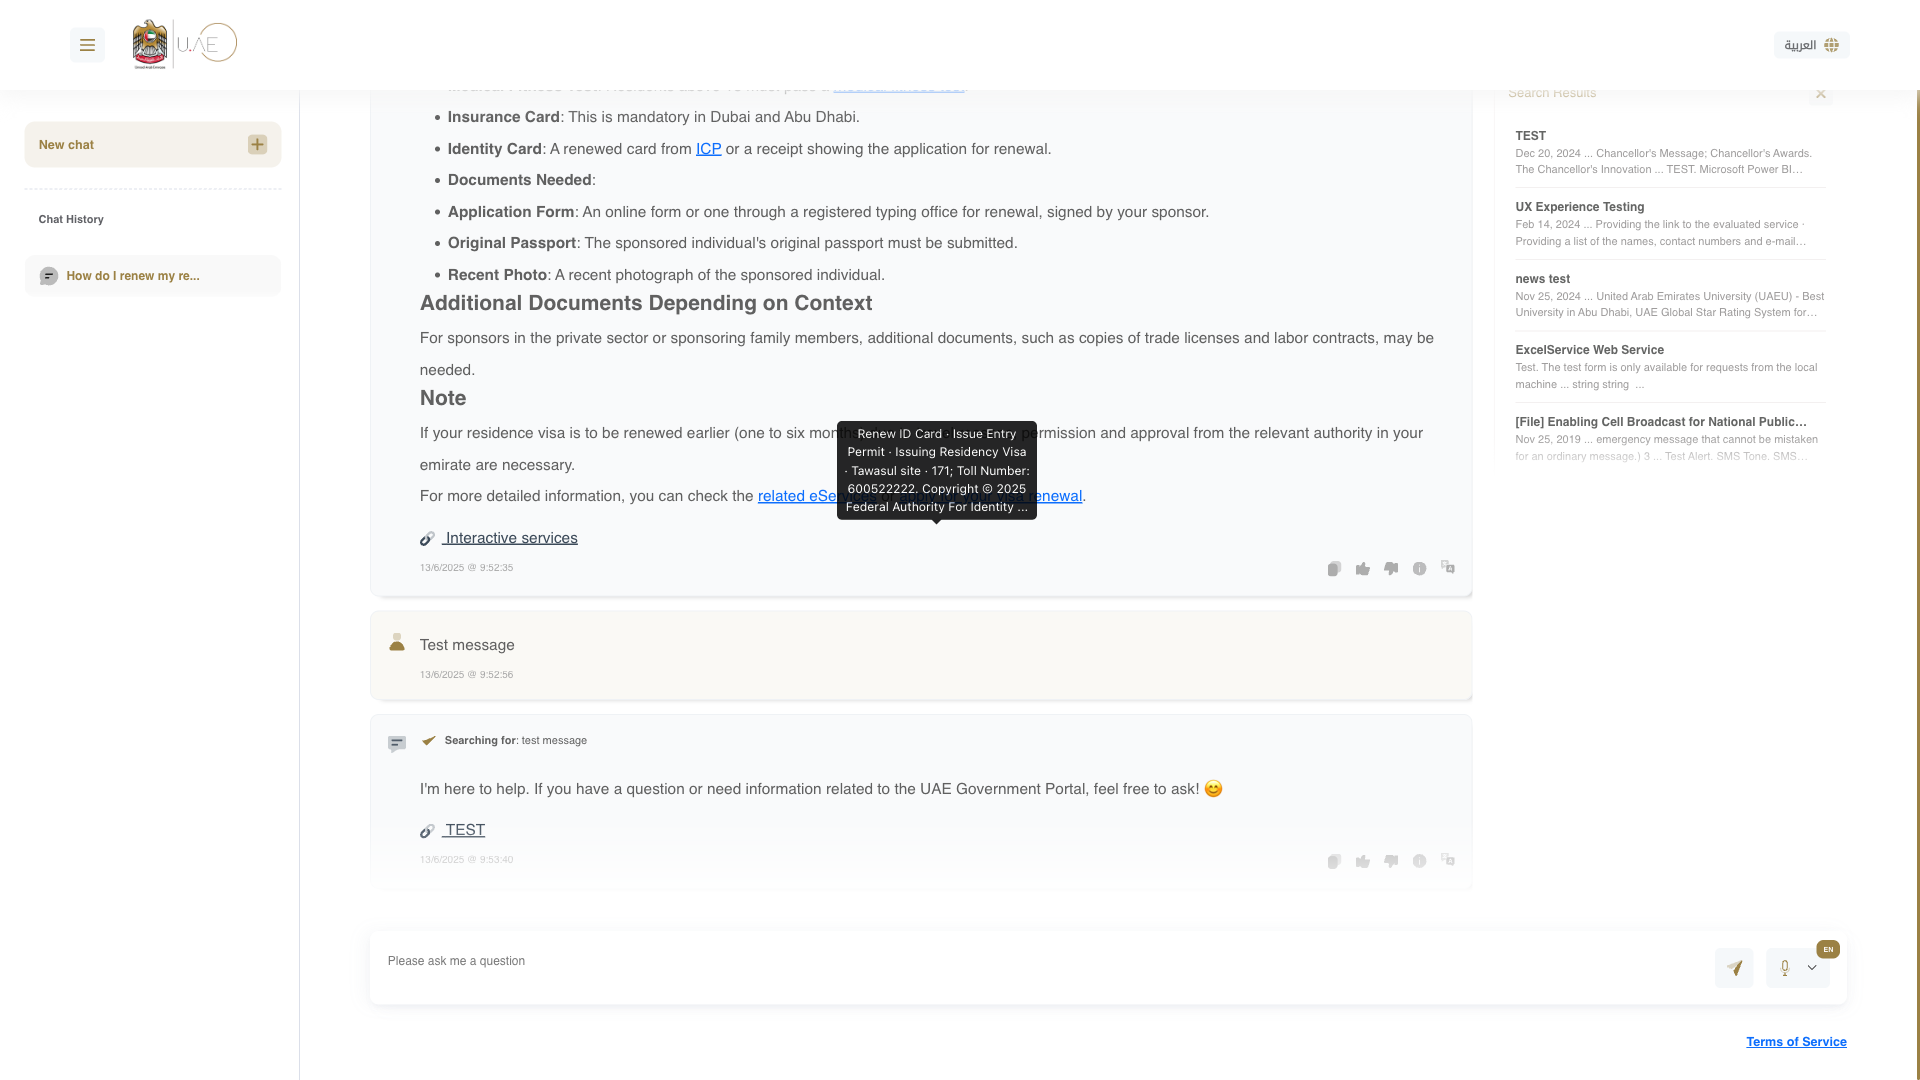 United Arab Emirates
U.AE
العربية
New chat
Chat History
How do I renew my re...
Insurance Card: This is mandatory in Dubai and Abu Dhabi.
Identity Card: A renewed card from ICP or a receipt showing the application for renewal.
Documents Needed:
Application Form: An online form or one through a registered typing office for renewal, signed by your sponsor.
Original Passport: The sponsored individual's original passport must be submitted.
Recent Photo: A recent photograph of the sponsored individual.
Additional Documents Depending on Context
For sponsors in the private sector or sponsoring family members, additional documents, such as copies of trade licenses and labor contracts, may be
needed.
Note
If your residence visa is to be renewed earlier (one to six months permission and approval from the relevant authority in your
emirate are necessary.
For more detailed information, you can check the related eServices or apply for your visa renewal.
Renew ID Card · Issue Entry
Permit · Issuing Residency Visa
· Tawasul site · 171; Toll Number:
600522222, Copyright © 2025
Federal Authority For Identity ...
Interactive services
13/6/2025 @ 9:52:35
Test message
13/6/2025 @ 9:52:56
Searching for: test message
I'm here to help. If you have a question or need information related to the UAE Government Portal, feel free to ask! 😊
TEST
13/6/2025 @ 9:53:40
Search Results
TEST
Dec 20, 2024 ... Chancellor's Message; Chancellor's Awards.
The Chancellor's Innovation ... TEST. Microsoft Power BI...
UX Experience Testing
Feb 14, 2024 ... Providing the link to the evaluated service ·
Providing a list of the names, contact numbers and e-mail...
news test
Nov 25, 2024 ... United Arab Emirates University (UAEU) - Best
University in Abu Dhabi, UAE Global Star Rating System for...
ExcelService Web Service
Test. The test form is only available for requests from the local
machine ... string string ...
[File] Enabling Cell Broadcast for National Public...
Nov 25, 2019 ... emergency message that cannot be mistaken
for an ordinary message.) 3 ... Test Alert. SMS Tone. SMS...
Please ask me a question
EN
Terms of Service